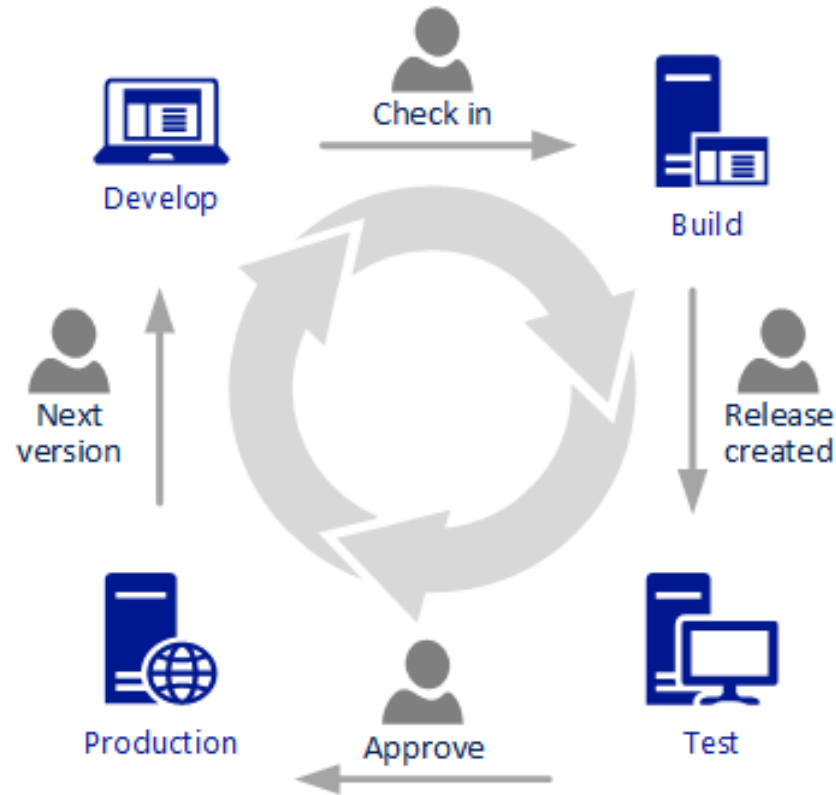 Check in
Develop
Build
Next
version
Release
created
Production
Approve
Test